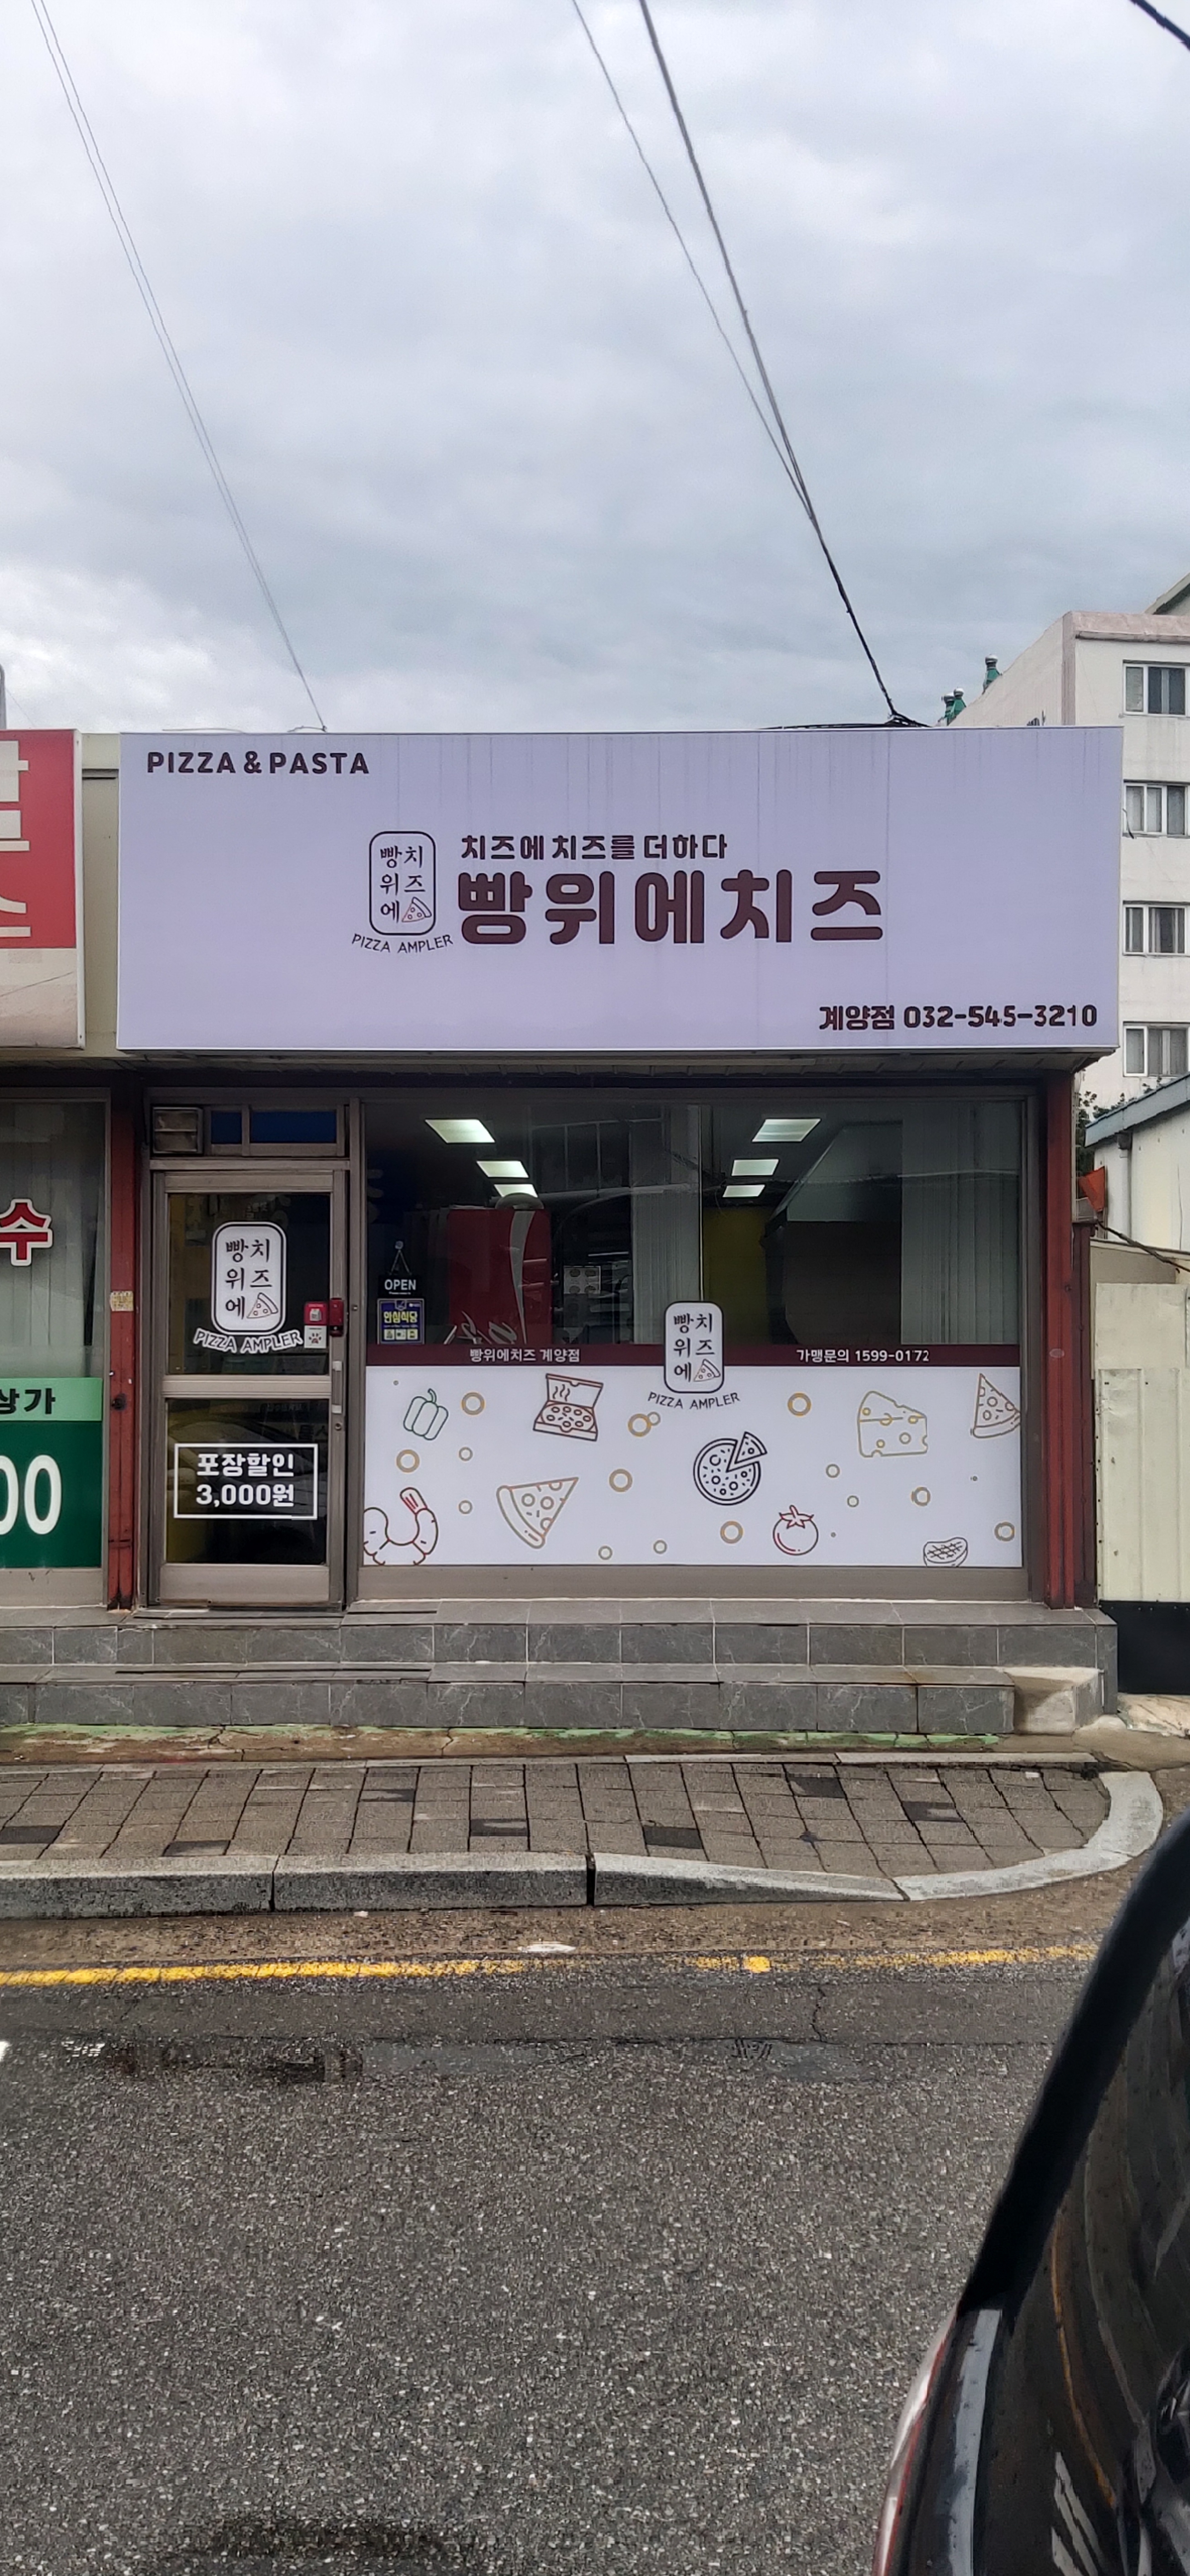 PIZZA & PASTA
빵치
위즈
에
PIZZA AMPLER
치즈에 치즈를 더하다
빵위에치즈
계양점 032-545-3210
빵치
위즈
에
PIZZA AMPLER
OPEN
안심식당
빵위에치즈 계양점
빵치
위즈
에
PIZZA AMPLER
가맹문의 1599-0172
포장할인
3,000원
수
상가
00